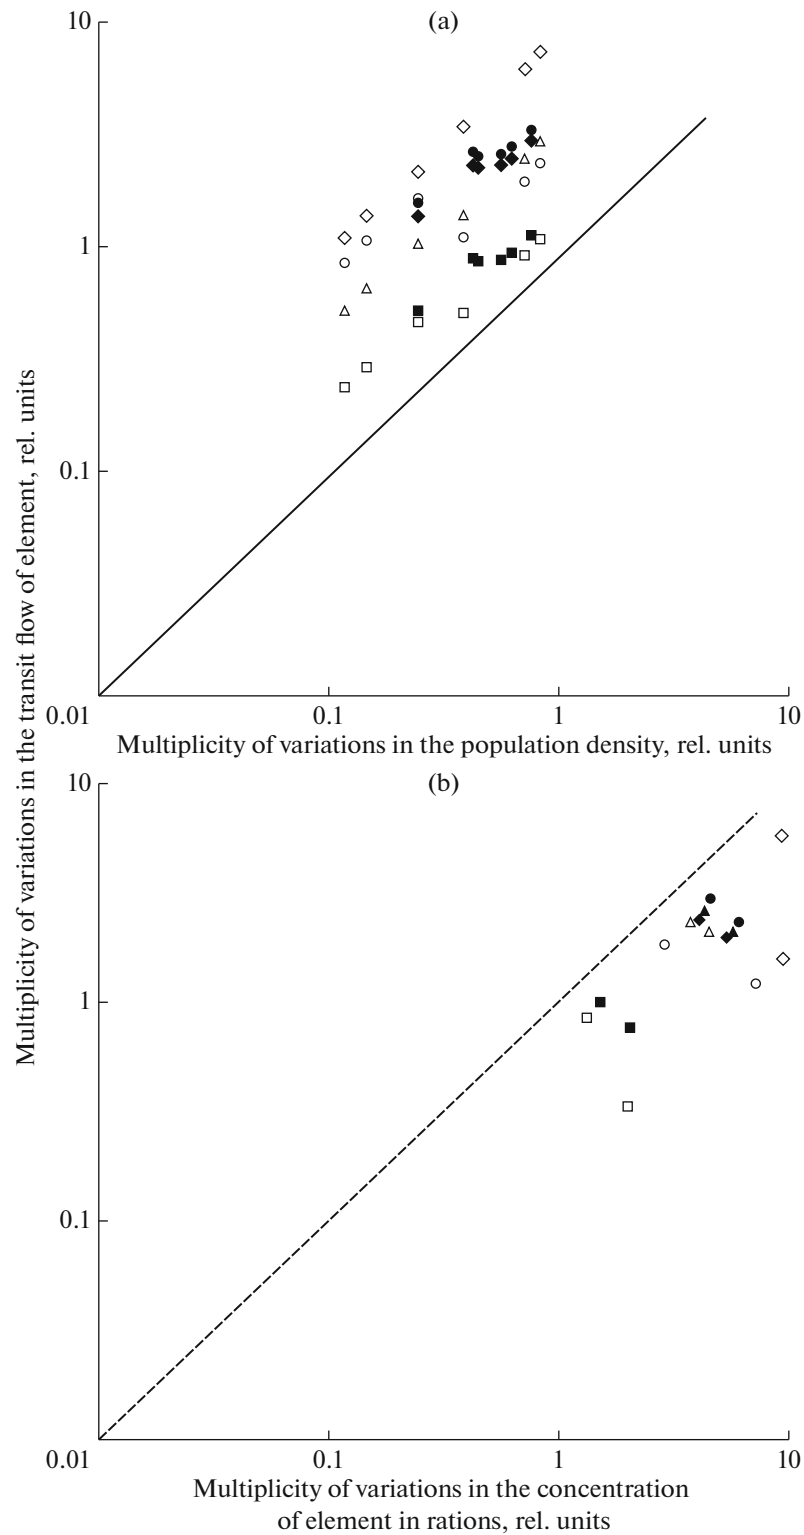 (a)
10
1
0.1
0.01
0.1
1
10
Multiplicity of variations in the population density, rel. units
Multiplicity of variations in the transit flow of element, rel. units
(b)
10
1
0.1
0.01
0.1
1
10
Multiplicity of variations in the concentration
of element in rations, rel. units